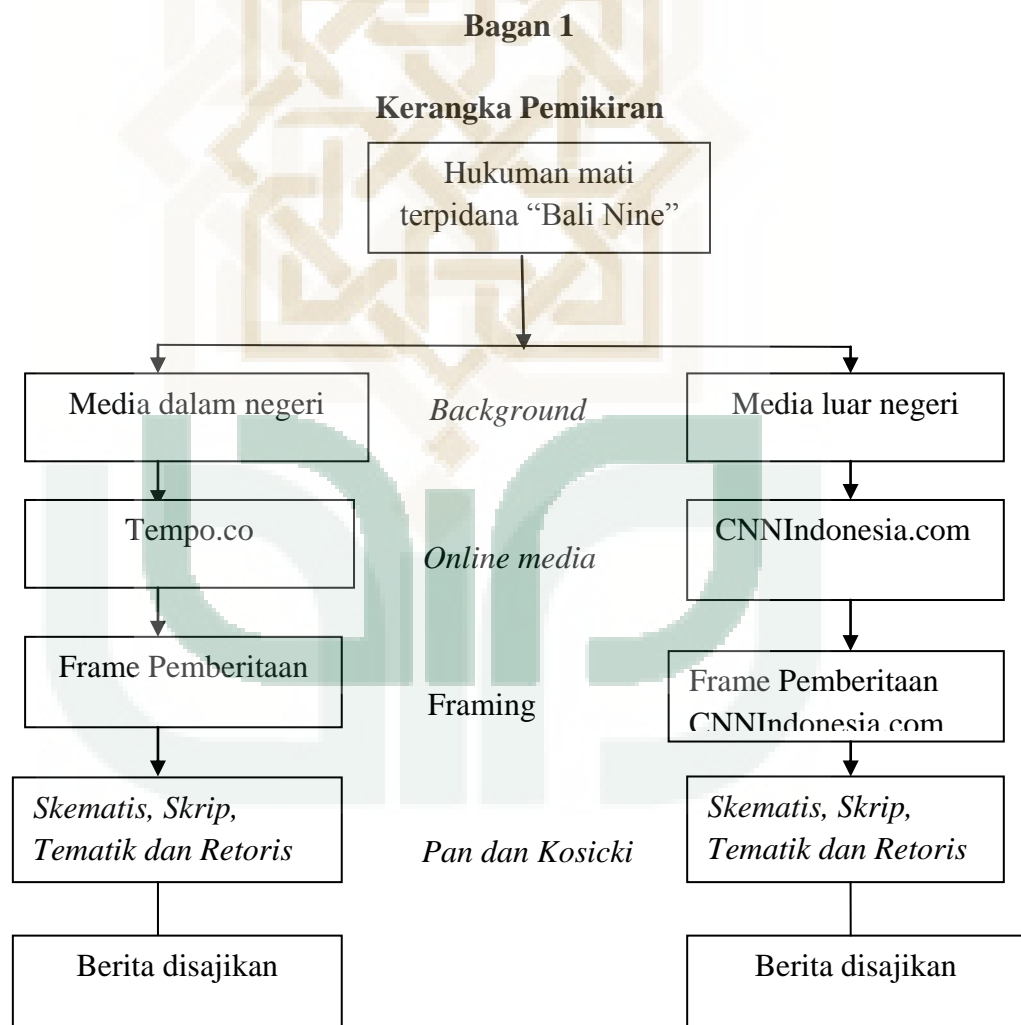 Bagan 1
Kerangka Pemikiran
Hukuman mati
terpidana “Bali Nine”
Media dalam negeri
Background
Media luar negeri
Tempo.co
Online media
CNNIndonesia.com
Frame Pemberitaan
Framing
Frame Pemberitaan
CNNIndonesia.com
Skematis, Skrip,
Tematik dan Retoris
Pan dan Kosicki
Skematis, Skrip,
Tematik dan Retoris
Berita disajikan
Berita disajikan